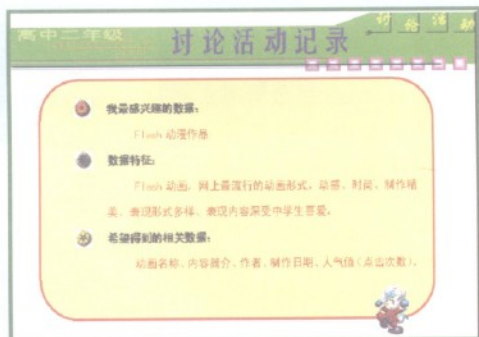 高中二年级
讨论活动记录
讨论活动
我最感兴趣的数据：
Flash 动漫作品
数据特征：
Flash 动画，网上最流行的动画形式，动感、时尚、制作精
美、表现形式多样、表现内容深受中学生喜爱。
希望得到的相关数据：
动画名称、内容简介、作者、制作日期、人气值（点击次数）。